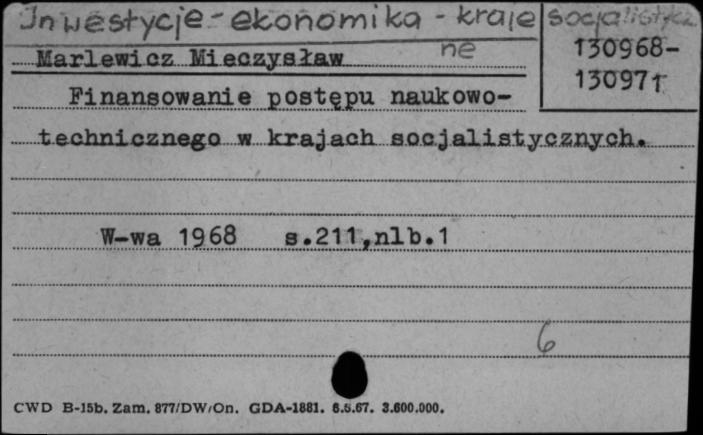 Inwestycje - ekonomika - kraje socjalistycz
ne
130968-
130971
Marlewicz Mieczysław
Finansowanie postępu naukowo-
technicznego w krajach socjalistycznych.
W-wa 1968 s.211,nlb.1
6
CWD B-15b. Zam. 877/DW/On. GDA-1881. 6.5.67. 3.600.000.